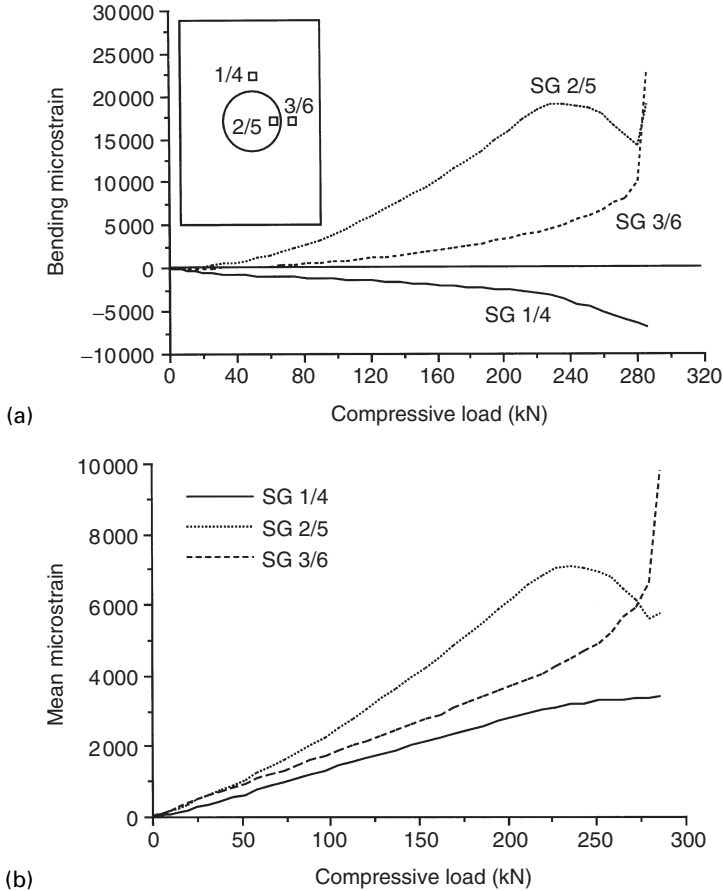 30000
25000
20000
15000
10000
5000
0
−5000
−10000
Bending microstrain
1/4
2/5
3/6
SG 2/5
SG 3/6
SG 1/4
0 40 80 120 160 200 240 280 320
Compressive load (kN)
(a)
10000
8000
6000
4000
2000
0
Mean microstrain
SG 1/4
SG 2/5
SG 3/6
0 50 100 150 200 250 300
Compressive load (kN)
(b)